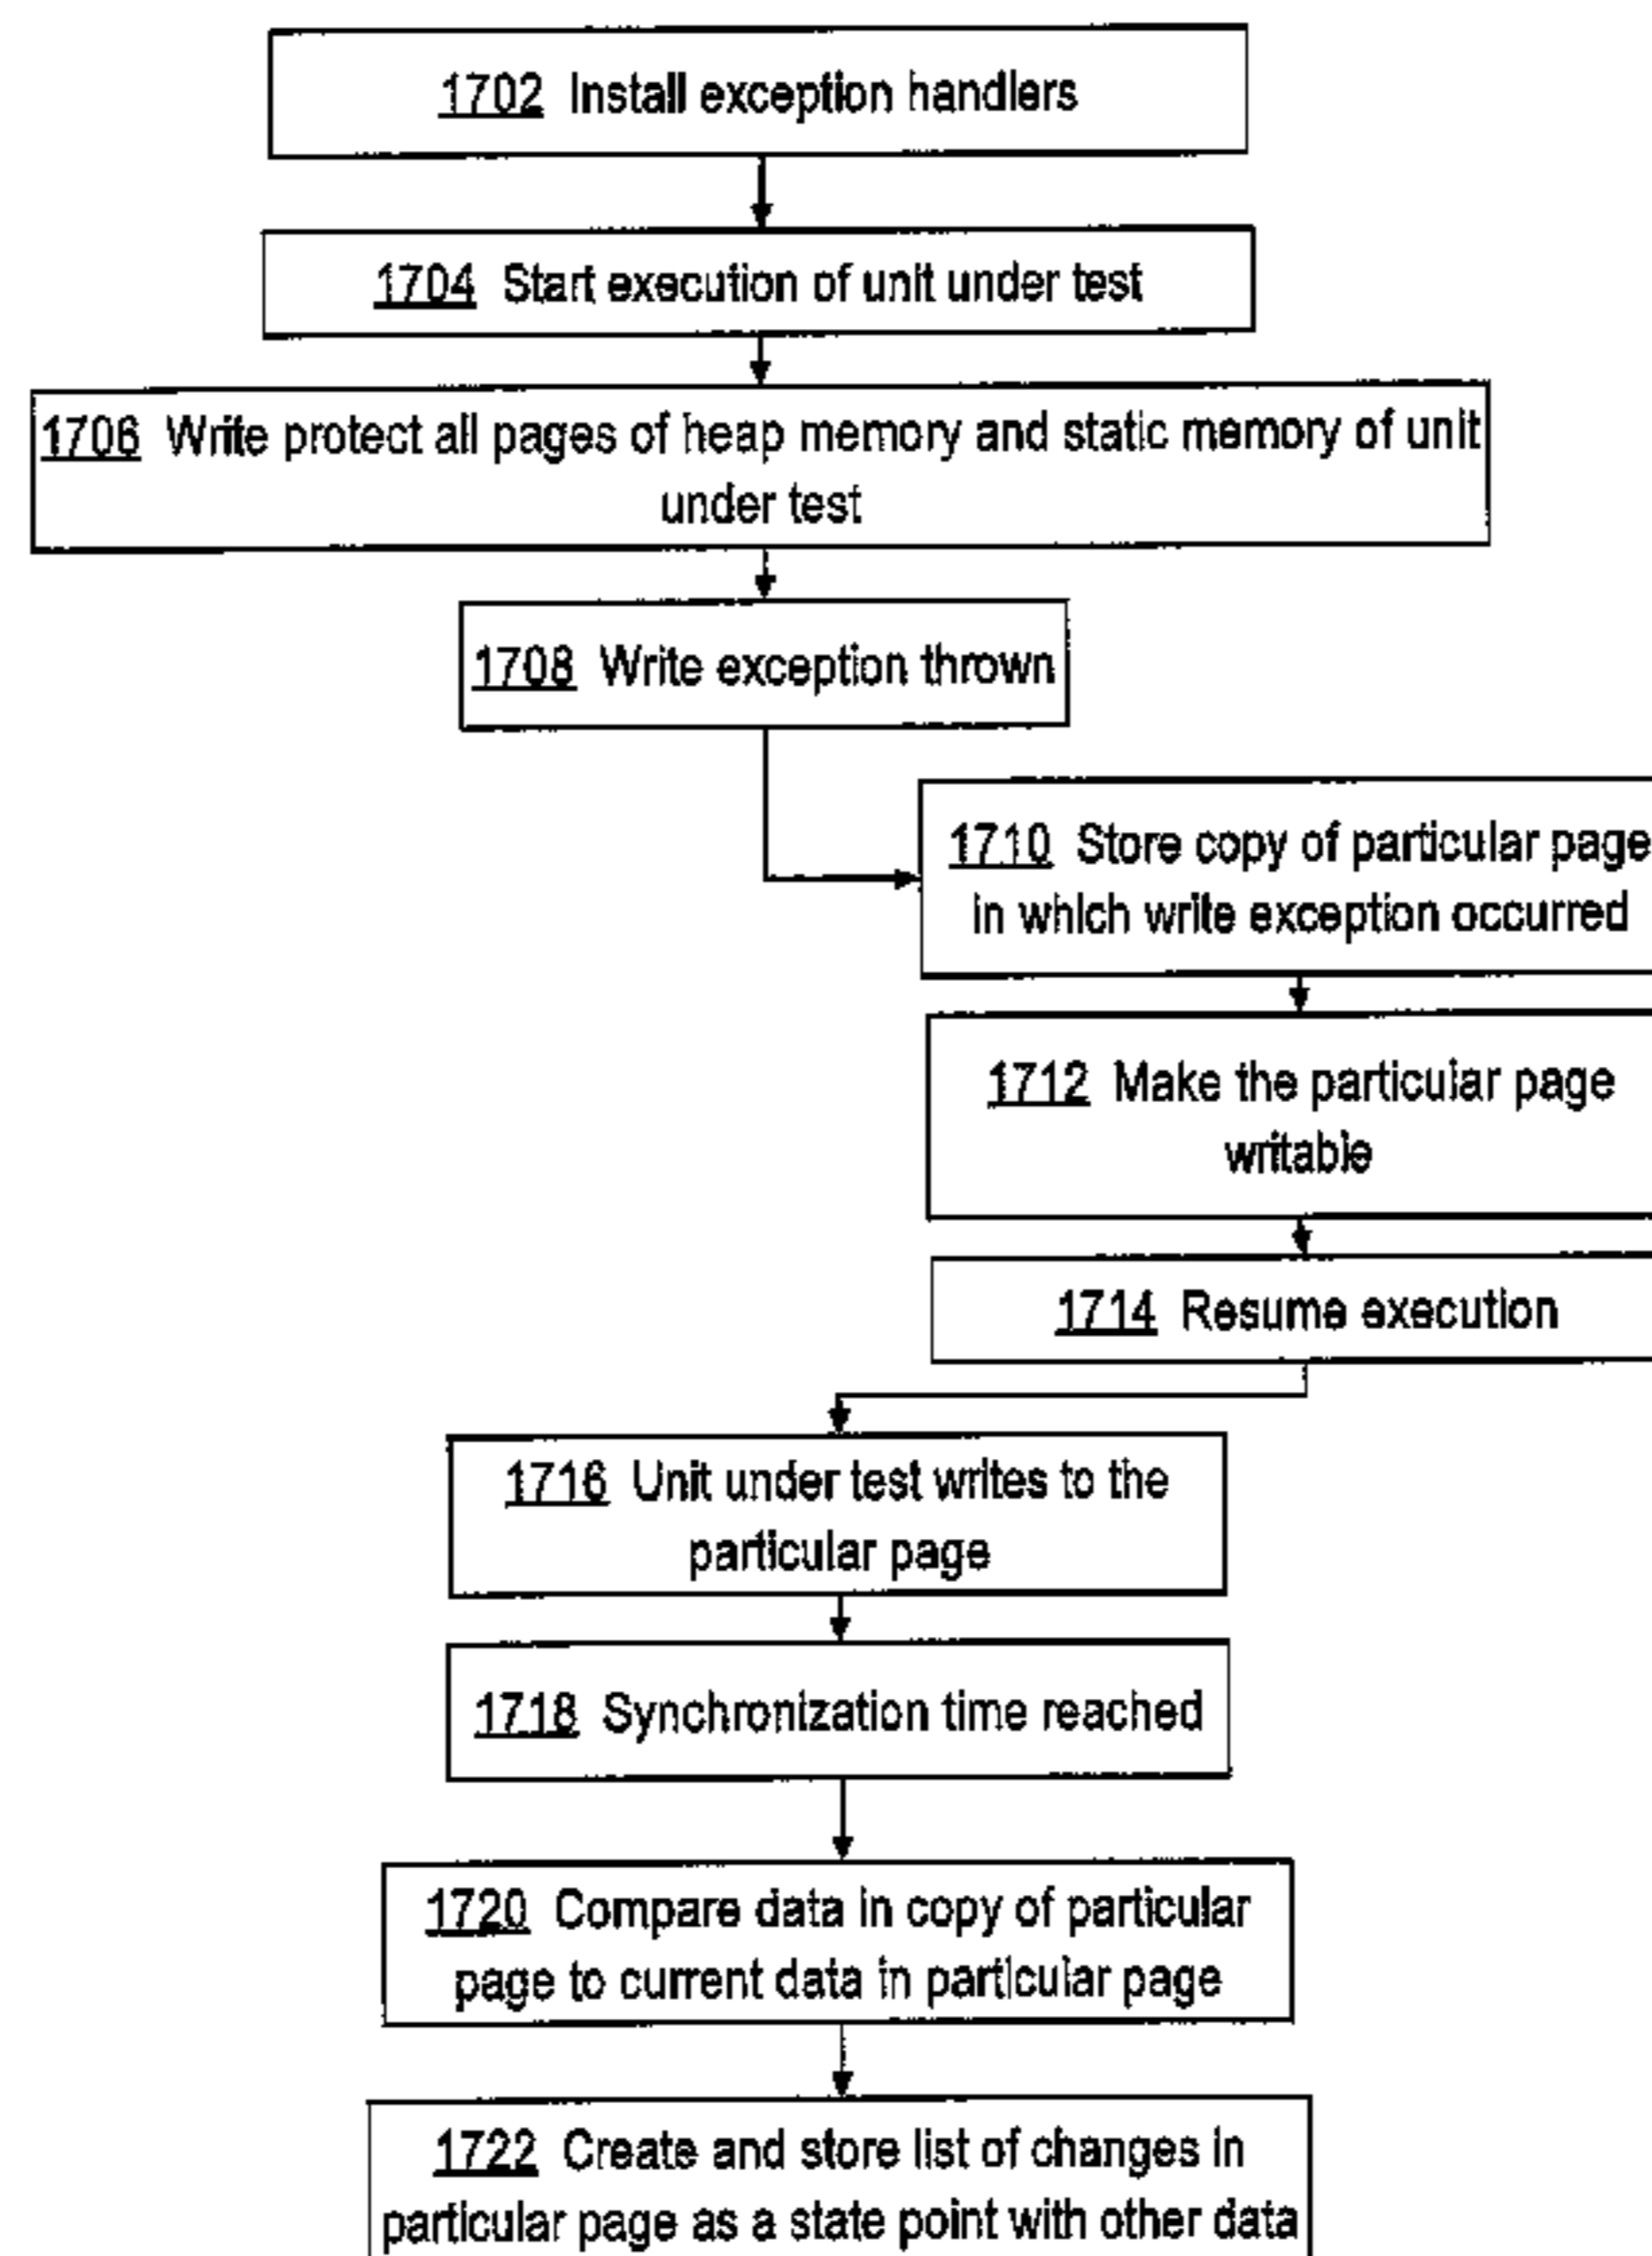 1702 Install exception handlers
1704 Start execution of unit under test
1706 Write protect all pages of heap memory and static memory of unit
under test
1708 Write exception thrown
1710 Store copy of particular page
in which write exception occurred
1712 Make the particular page
writable
1714 Resume execution
1716 Unit under test writes to the
particular page
1718 Synchronization time reached
1720 Compare data in copy of particular
page to current data in particular page
1722 Create and store list of changes in
particular page as a state point with other data